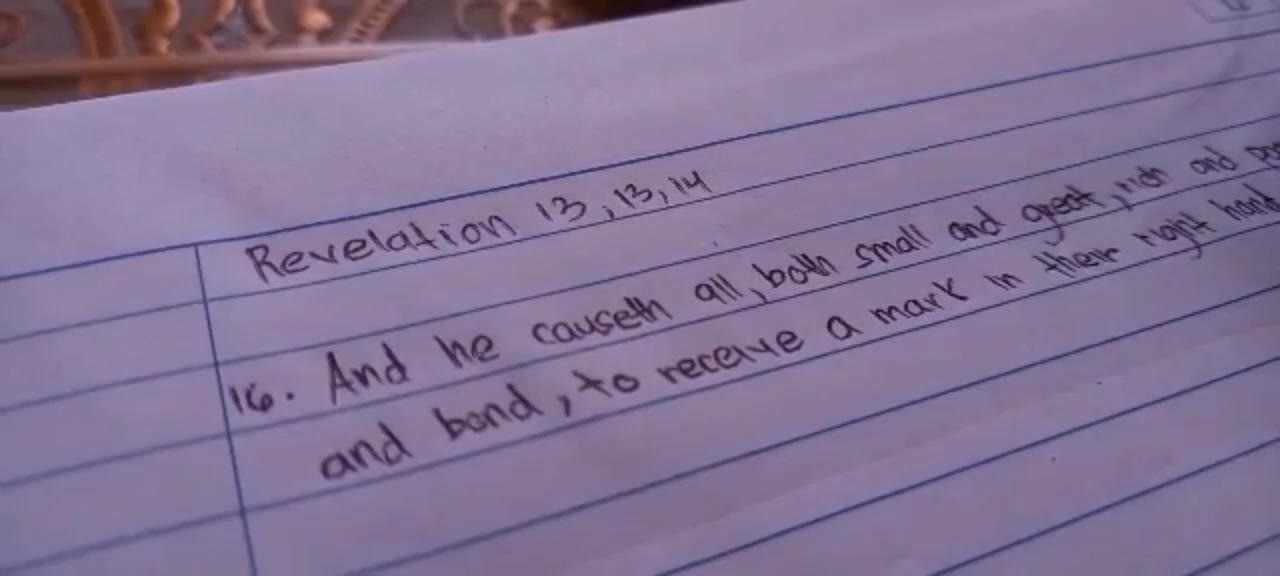 Revelation 13, 13, 14
16. And he causeth all, both small and great, rich and
and bond, to receive a mark in their right hand